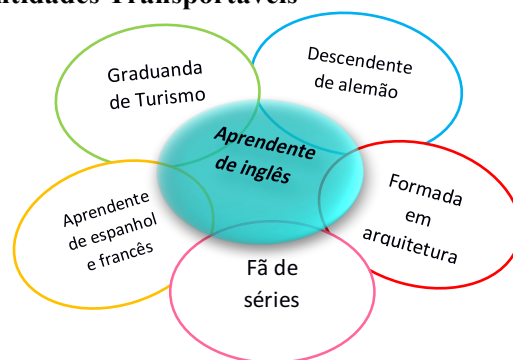 ntidades Transportáveis
Graduanda
de Turismo
Descendente
de alemão
Aprendente
de inglês
Aprendente
de espanhol
e francês
Formada
em
arquitetura
Fã de
séries